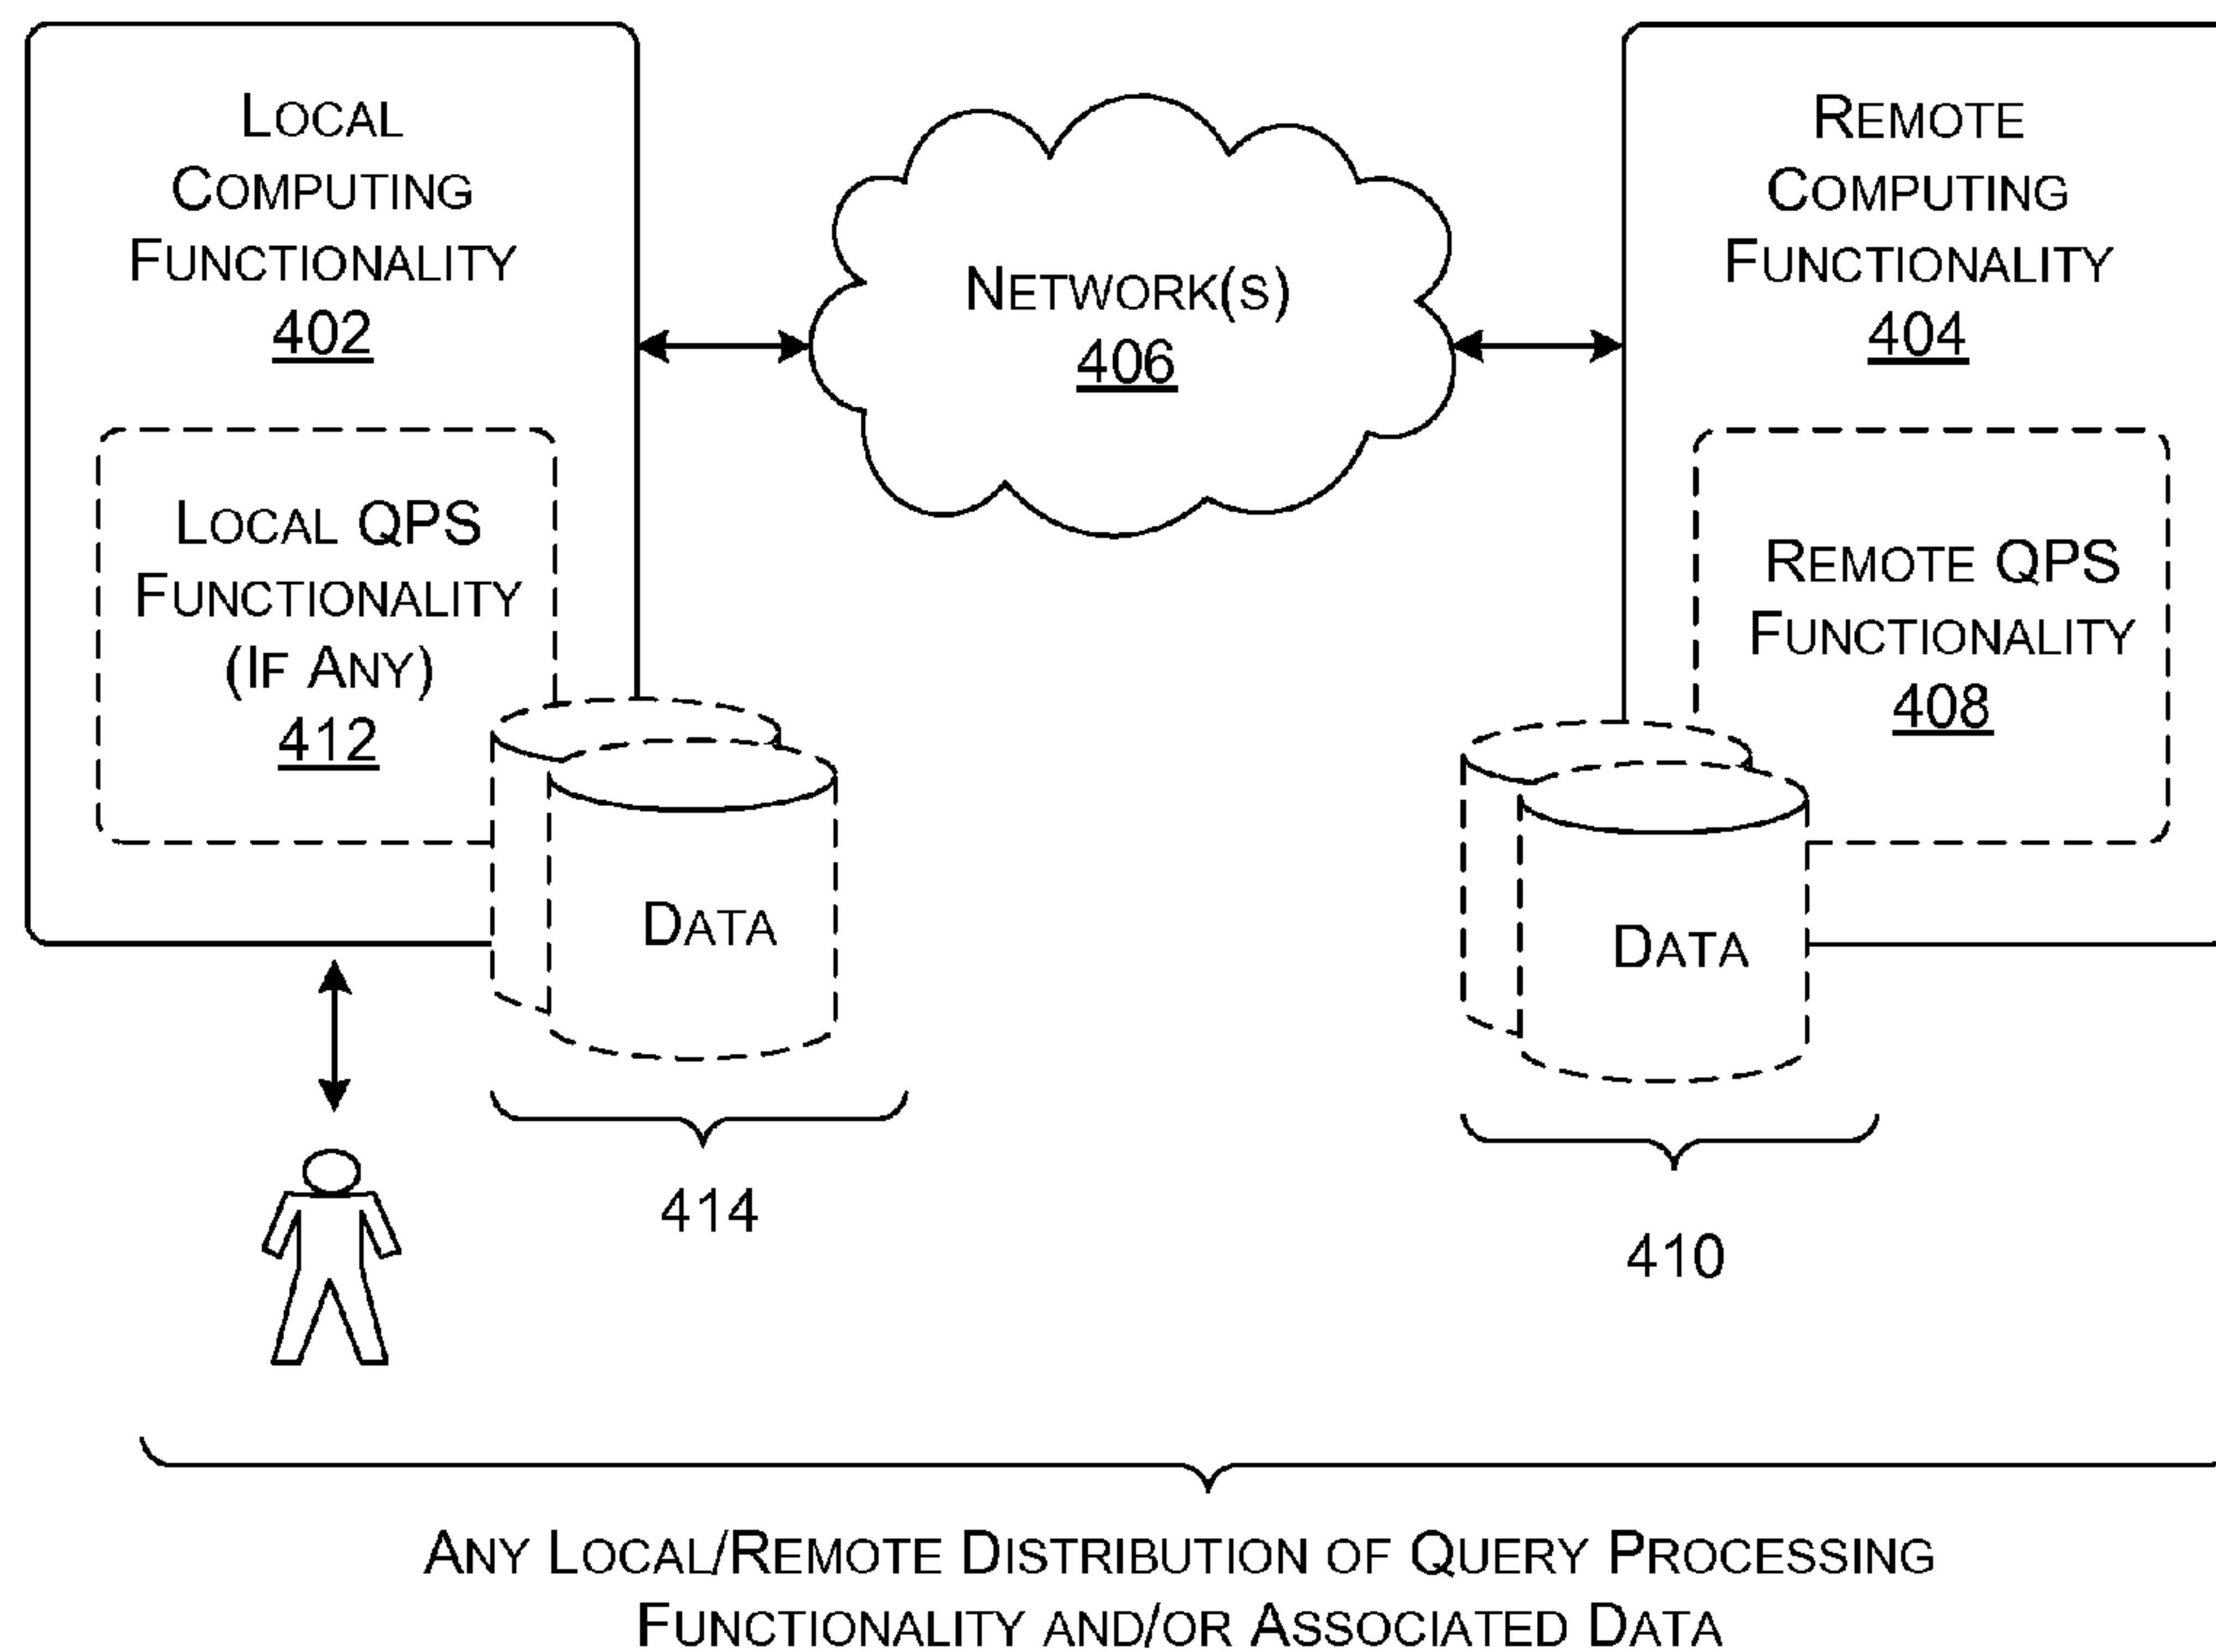 LOCAL
COMPUTING
FUNCTIONALITY
402
LOCAL QPS
FUNCTIONALITY
(IF ANY)
412
DATA
414
NETWORK(S)
406
REMOTE
COMPUTING
FUNCTIONALITY
404
REMOTE QPS
FUNCTIONALITY
408
DATA
410
ANY LOCAL/REMOTE DISTRIBUTION OF QUERY PROCESSING
FUNCTIONALITY AND/OR ASSOCIATED DATA